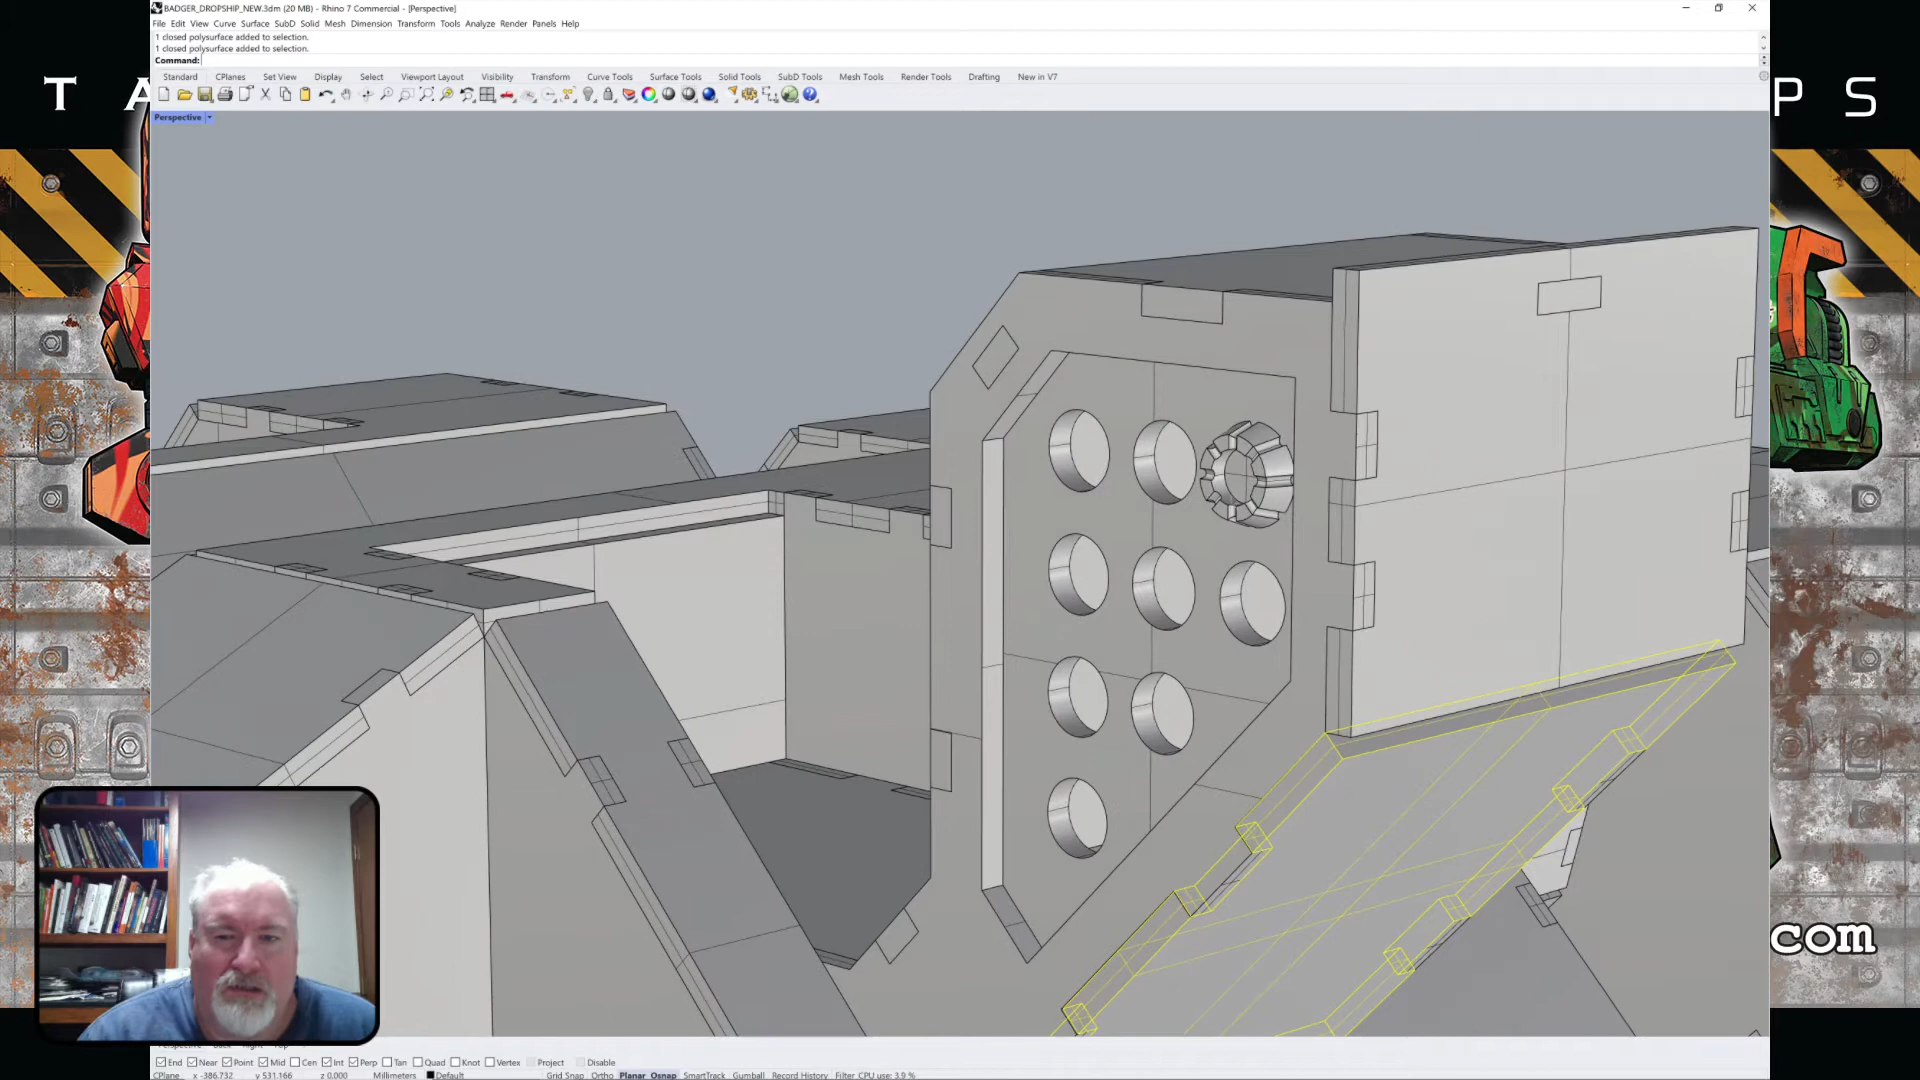 BADGER_DROPSHIP_NEW.3dm (20 MB) - Rhino 7 Commercial - [Perspective]
File Edit View Curve Surface SubD Solid Mesh Dimension Transform Tools Analyze Render Panels Help
1 closed polysurface added to selection.
1 closed polysurface added to selection.
Command:
T A
P S
Standard CPlanes Set View Display Select Viewport Layout Visibility Transform Curve Tools Surface Tools Solid Tools SubD Tools Mesh Tools Render Tools Drafting New in V7
Perspective
com
End Near Point Mid Cen Int Perp Tan Quad Knot Vertex Project Disable
CPlane x -386.732 y 531.166 z 0.000 Millimeters Default Grid Snap Ortho Planar Osnap SmartTrack Gumball Record History Filter CPU use: 3.9 %